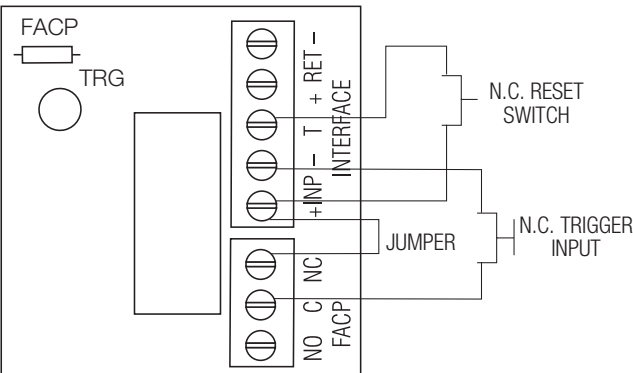 FACP
TRG
+ INP - T + RET -
INTERFACE
NO C NC
FACP
N.C. RESET
SWITCH
JUMPER
N.C. TRIGGER
INPUT